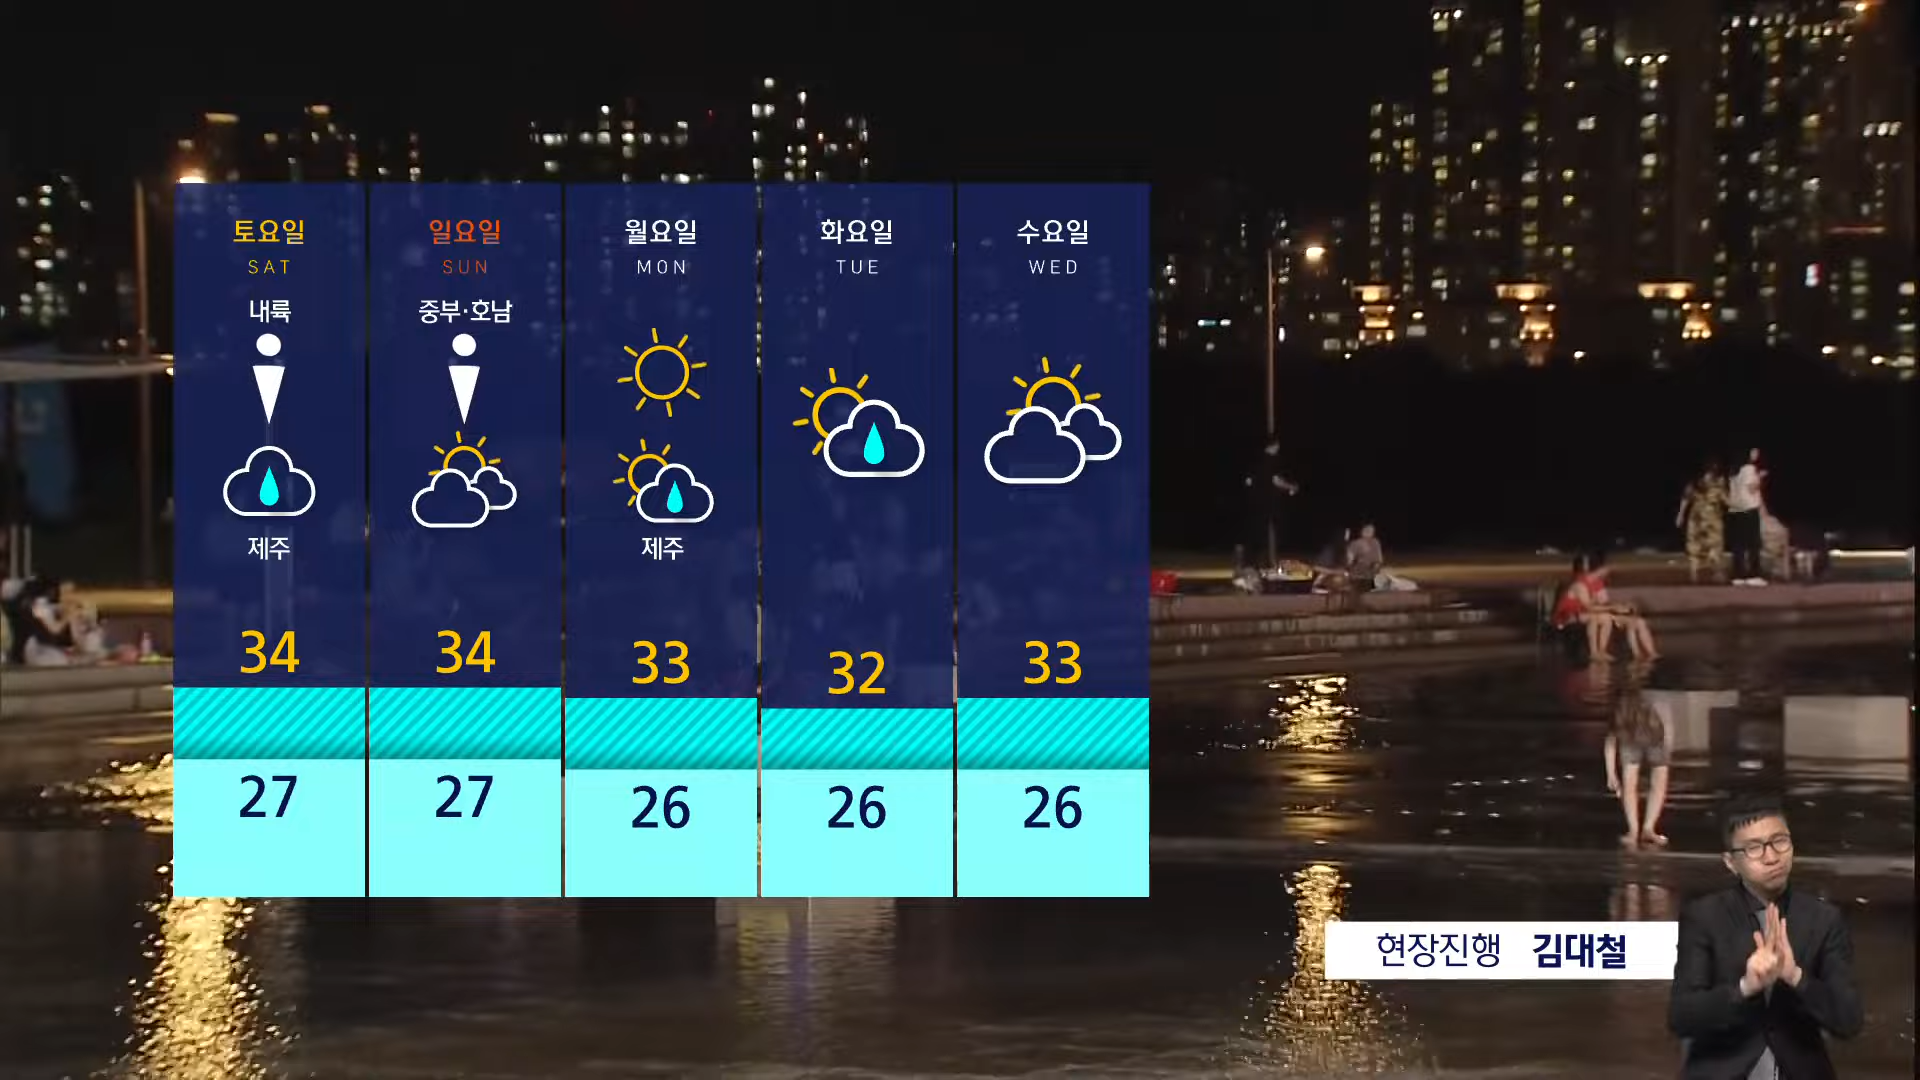 토요일
SAT
내륙
제주
34
27
일요일
SUN
중부·호남
34
27
월요일
MON
제주
33
26
화요일
TUE
32
26
수요일
WED
33
26
현장진행 김대철